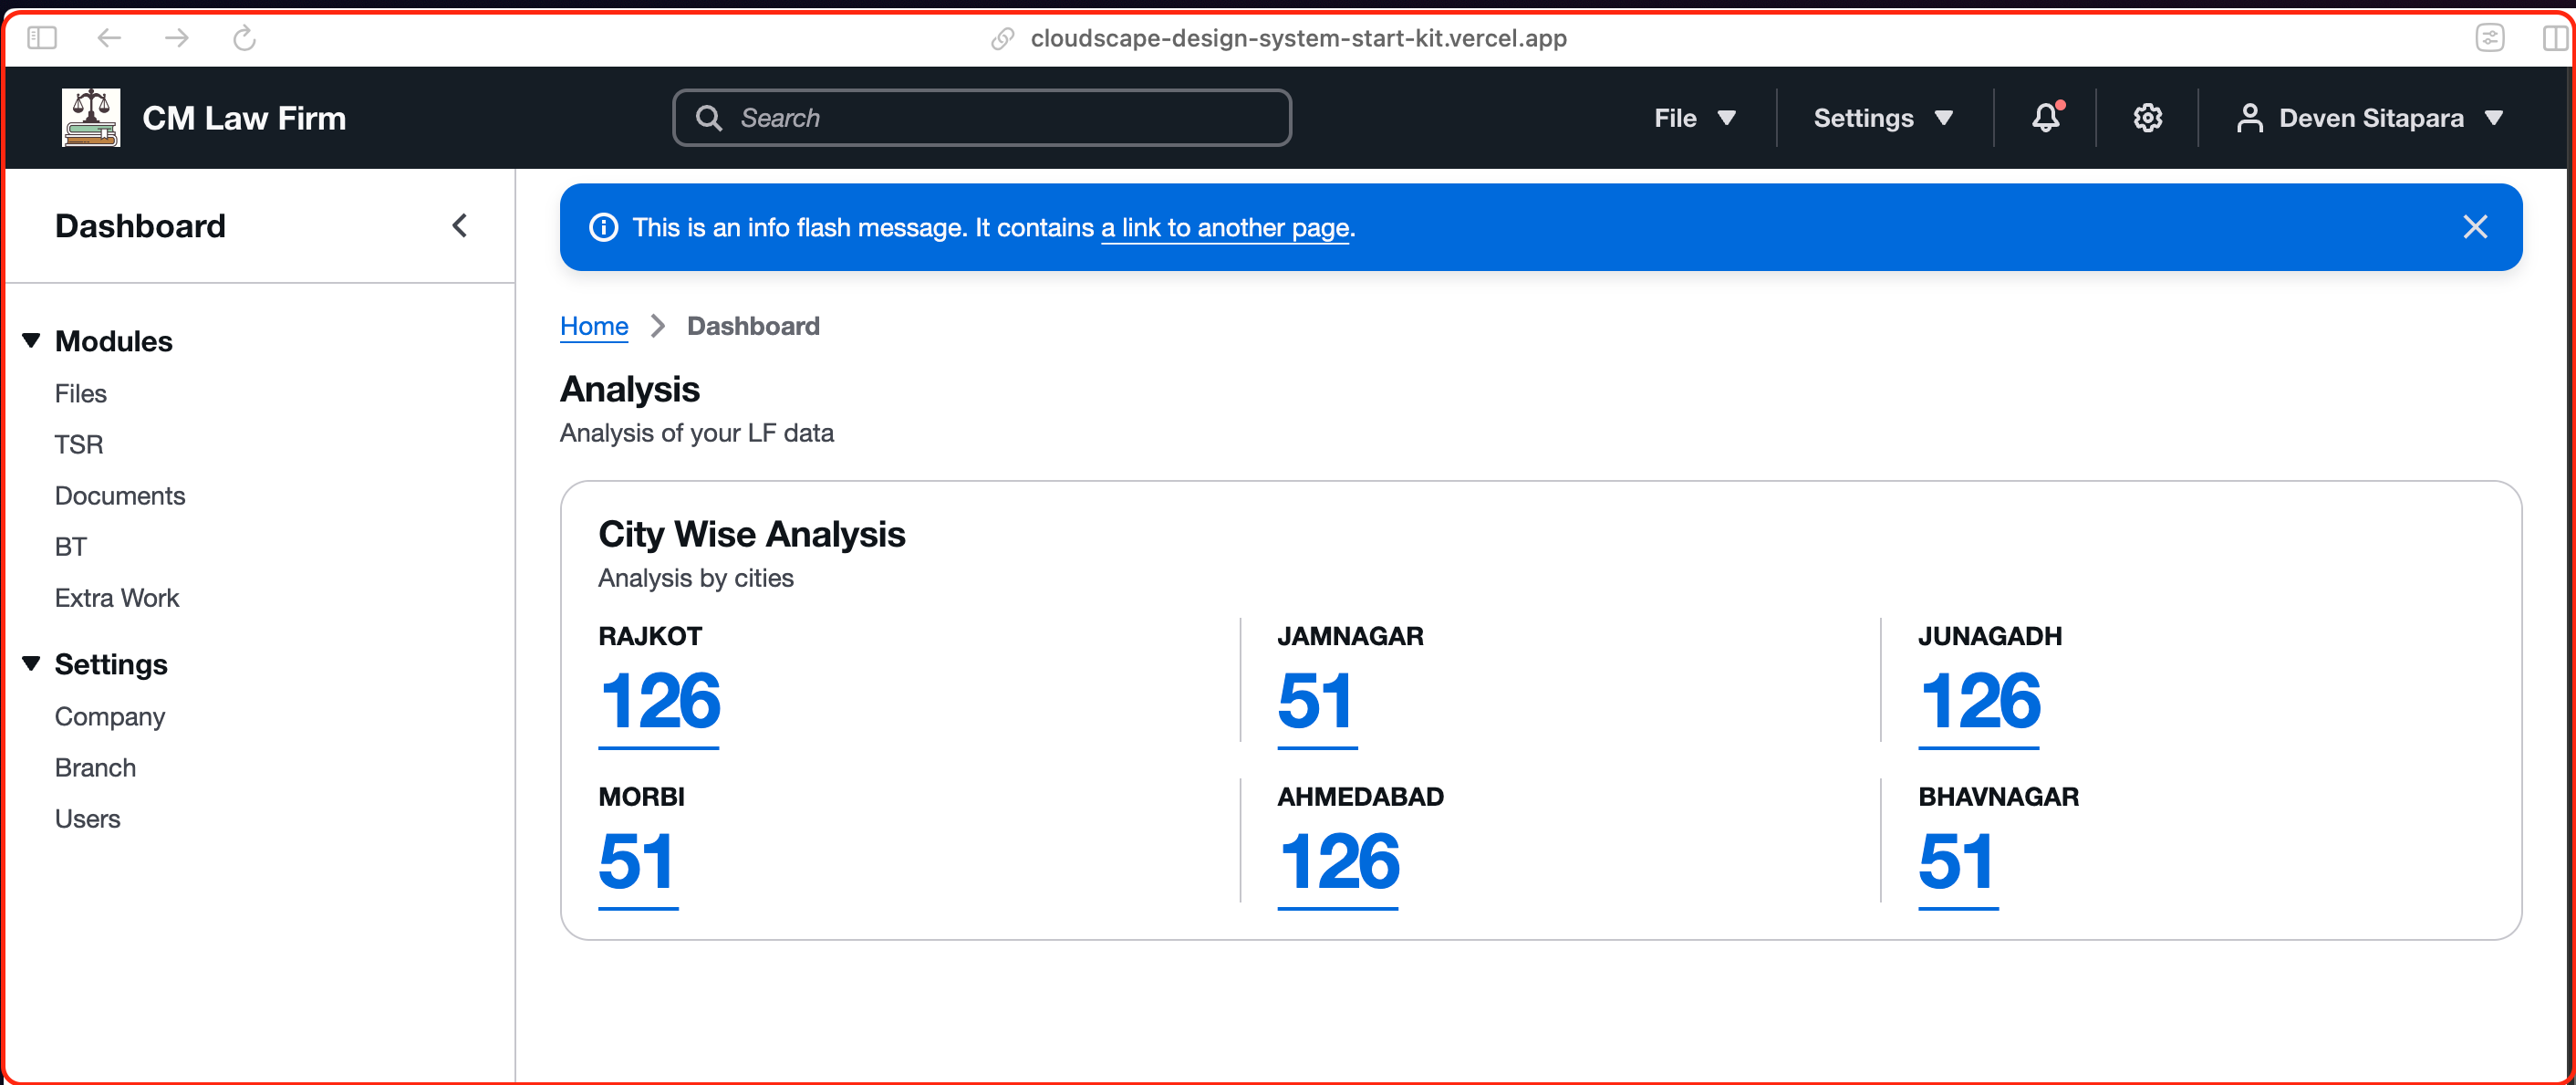 cloudscape-design-system-start-kit.vercel.app
CM Law Firm
Search
File
Settings
Deven Sitapara
Dashboard
Modules
Files
TSR
Documents
BT
Extra Work
Settings
Company
Branch
Users
This is an info flash message. It contains a link to another page.
Home
Dashboard
Analysis
Analysis of your LF data
City Wise Analysis
Analysis by cities
RAJKOT
126
JAMNAGAR
51
JUNAGADH
126
MORBI
51
AHMEDABAD
126
BHAVNAGAR
51